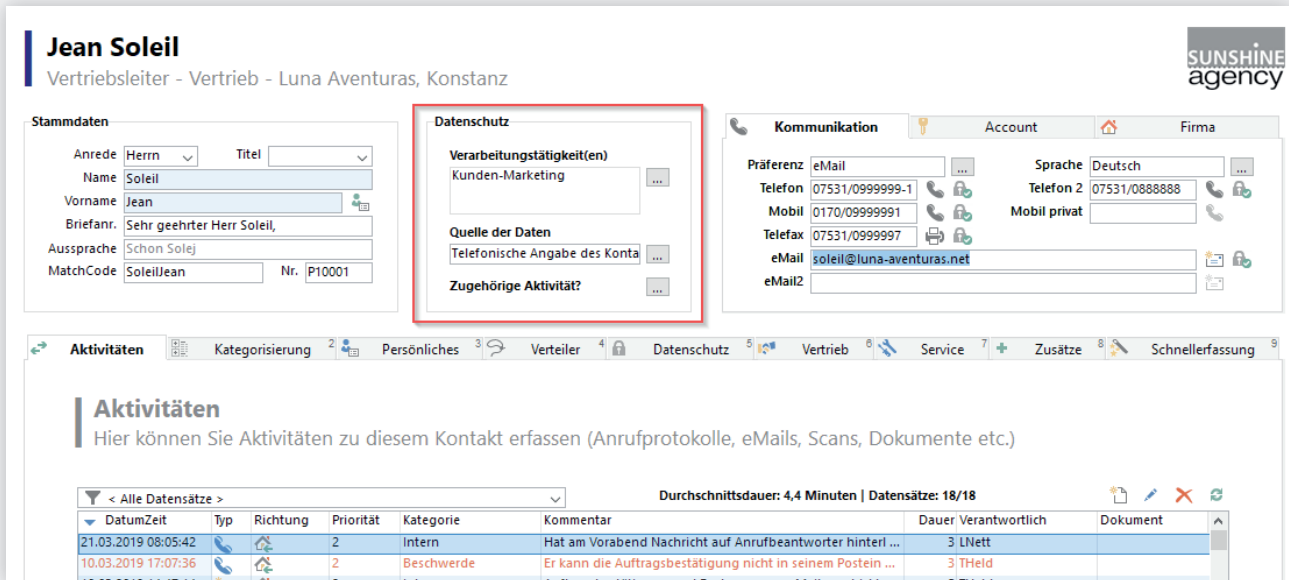 Jean Soleil
Vertriebsleiter - Vertrieb - Luna Aventuras, Konstanz
SUNSHINE
agency
Stammdaten
Anrede Herrn Titel
Name Soleil
Vorname Jean
Briefanr. Sehr geehrter Herr Soleil,
Aussprache Schon Solej
MatchCode SoleilJean Nr. P10001
Datenschutz
Verarbeitungstätigkeit(en)
Kunden-Marketing
...
Quelle der Daten
Telefonische Angabe des Konta ...
Zugehörige Aktivität? ...
Kommunikation Account Firma
Präferenz eMail ... Sprache Deutsch ...
Telefon 07531/0999999-1 Telefon 2 07531/0888888
Mobil 0170/09999991 Mobil privat
Telefax 07531/0999997
eMail soleil@luna-aventuras.net
eMail2
Aktivitäten Kategorisierung 2 Persönliches 3 Verteiler 4 Datenschutz 5 Vertrieb 6 Service 7 Zusätze 8 Schnellerfassung 9
Aktivitäten
Hier können Sie Aktivitäten zu diesem Kontakt erfassen (Anrufprotokolle, eMails, Scans, Dokumente etc.)
< Alle Datensätze > Durchschnittsdauer: 4,4 Minuten | Datensätze: 18/18
DatumZeit Typ Richtung Priorität Kategorie Kommentar Dauer Verantwortlich Dokument
21.03.2019 08:05:42 2 Intern Hat am Vorabend Nachricht auf Anrufbeantworter hinterl ... 3 LNett
10.03.2019 17:07:36 2 Beschwerde Er kann die Auftragsbestätigung nicht in seinem Postein ... 3 THeld